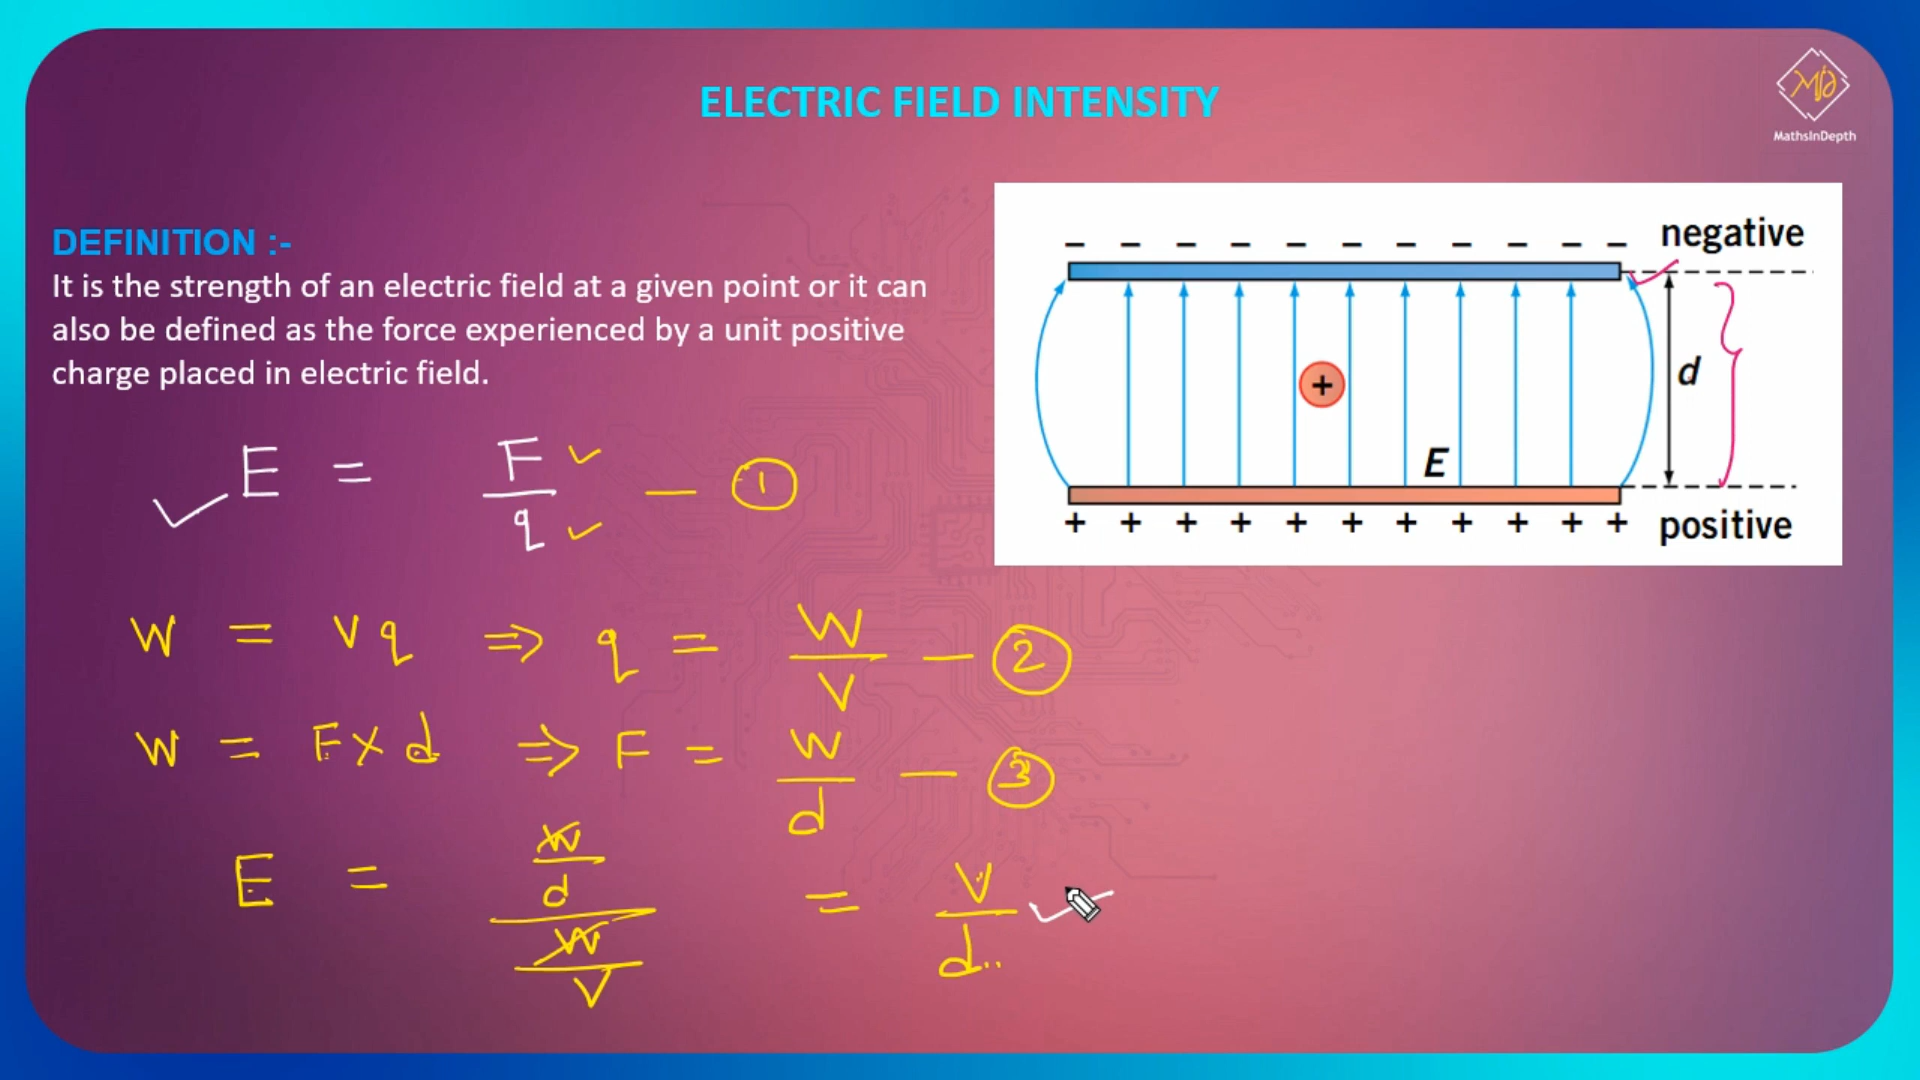 ELECTRIC FIELD INTENSITY
MID
MathsInDepth
DEFINITION :-
It is the strength of an electric field at a given point or it can
also be defined as the force experienced by a unit positive
charge placed in electric field.
− − − − − − − − − − − negative
d
+
E
+ + + + + + + + + + + positive
✓ E = F ✓ / q ✓ — ①
W = Vq ⇒ q = W / V — ②
W = F × d ⇒ F = W / d — ③
E = (W / d) / (W / V) = V / d ✓